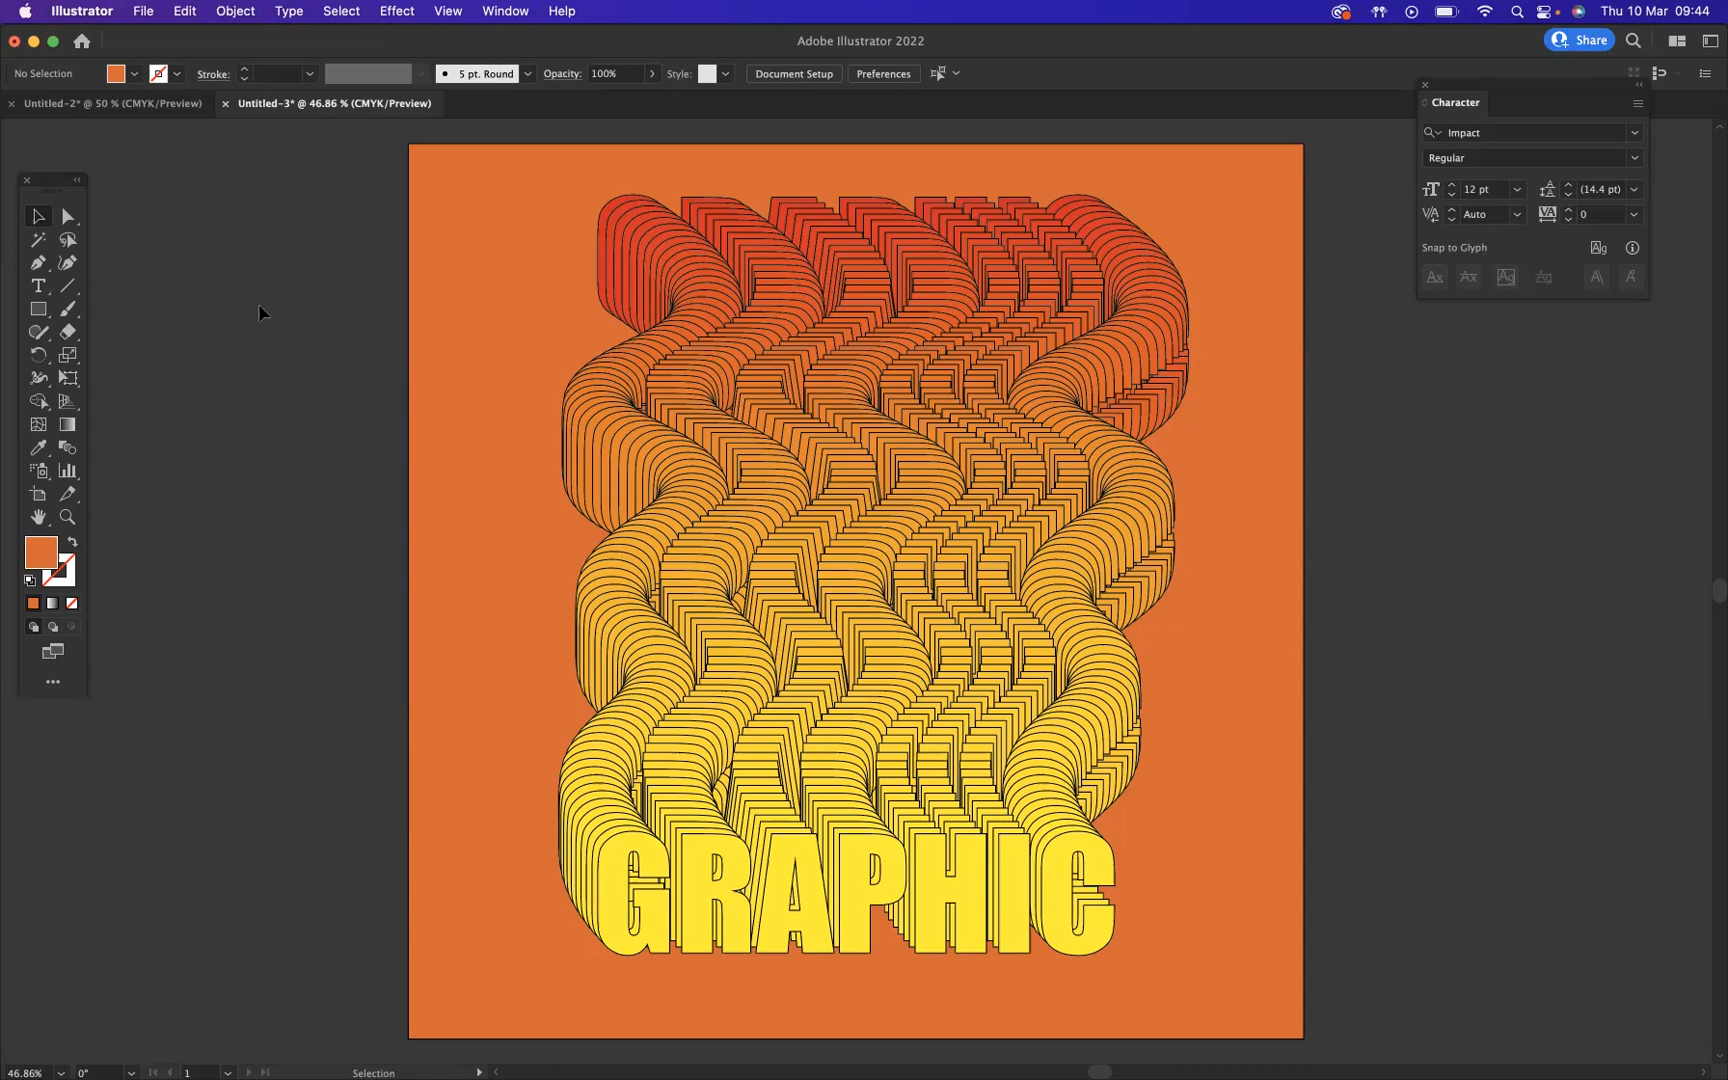 Illustrator File Edit Object Type Select Effect View Window Help Thu 10 Mar 09:44
Adobe Illustrator 2022
Share
No Selection Stroke: 5 pt. Round Opacity: 100% Style: Document Setup Preferences
Untitled-2* @ 50 % (CMYK/Preview) Untitled-3* @ 46.86 % (CMYK/Preview)
Character
Impact
Regular
12 pt (14.4 pt)
Auto 0
Snap to Glyph
GRAPHIC
46.86% 0° 1 Selection